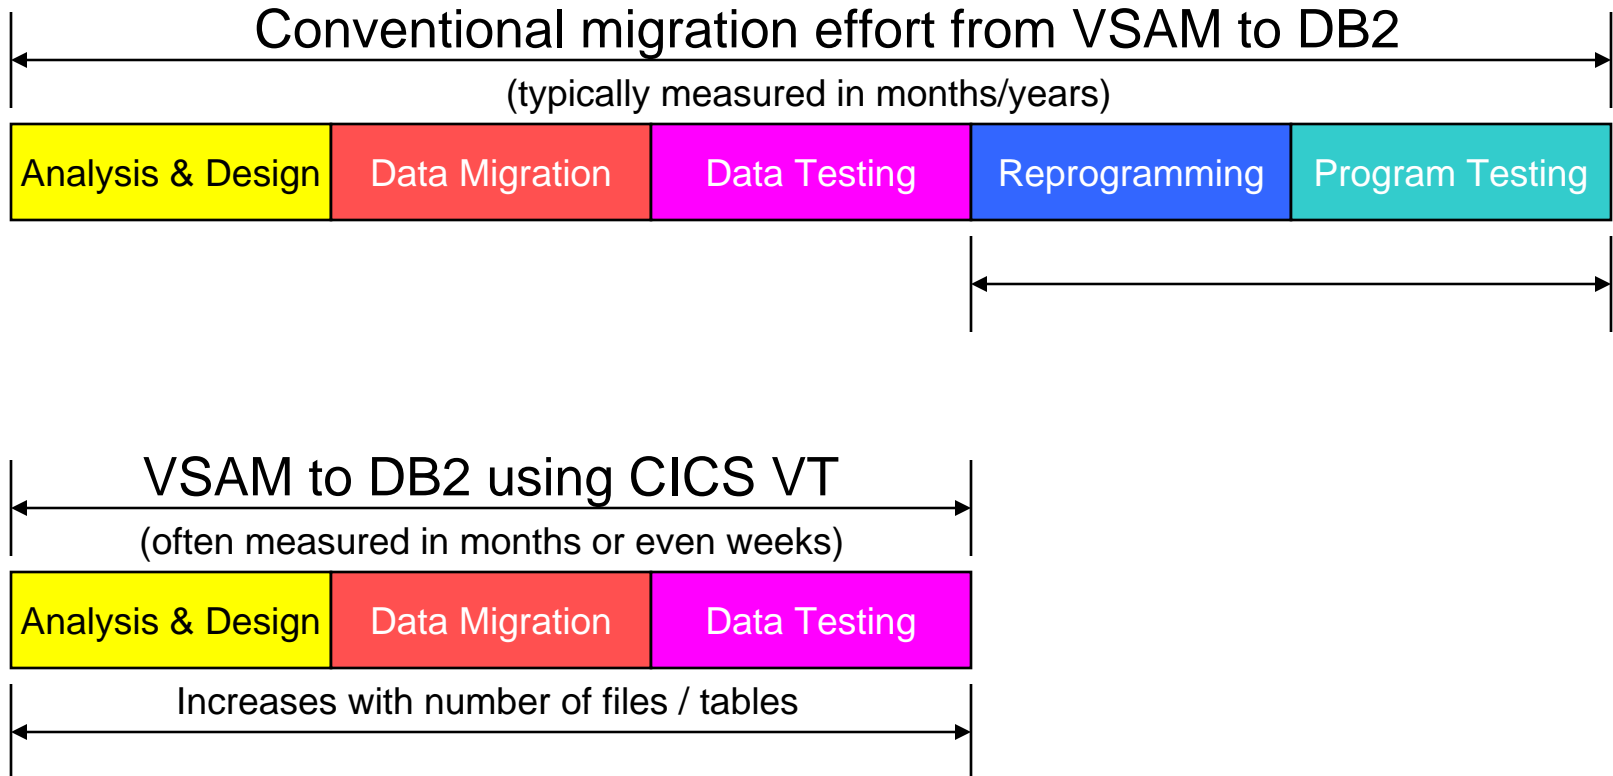 Conventional migration effort from VSAM to DB2
(typically measured in months/years)
Analysis & Design Data Migration Data Testing Reprogramming Program Testing
VSAM to DB2 using CICS VT
(often measured in months or even weeks)
Analysis & Design Data Migration Data Testing
Increases with number of files / tables